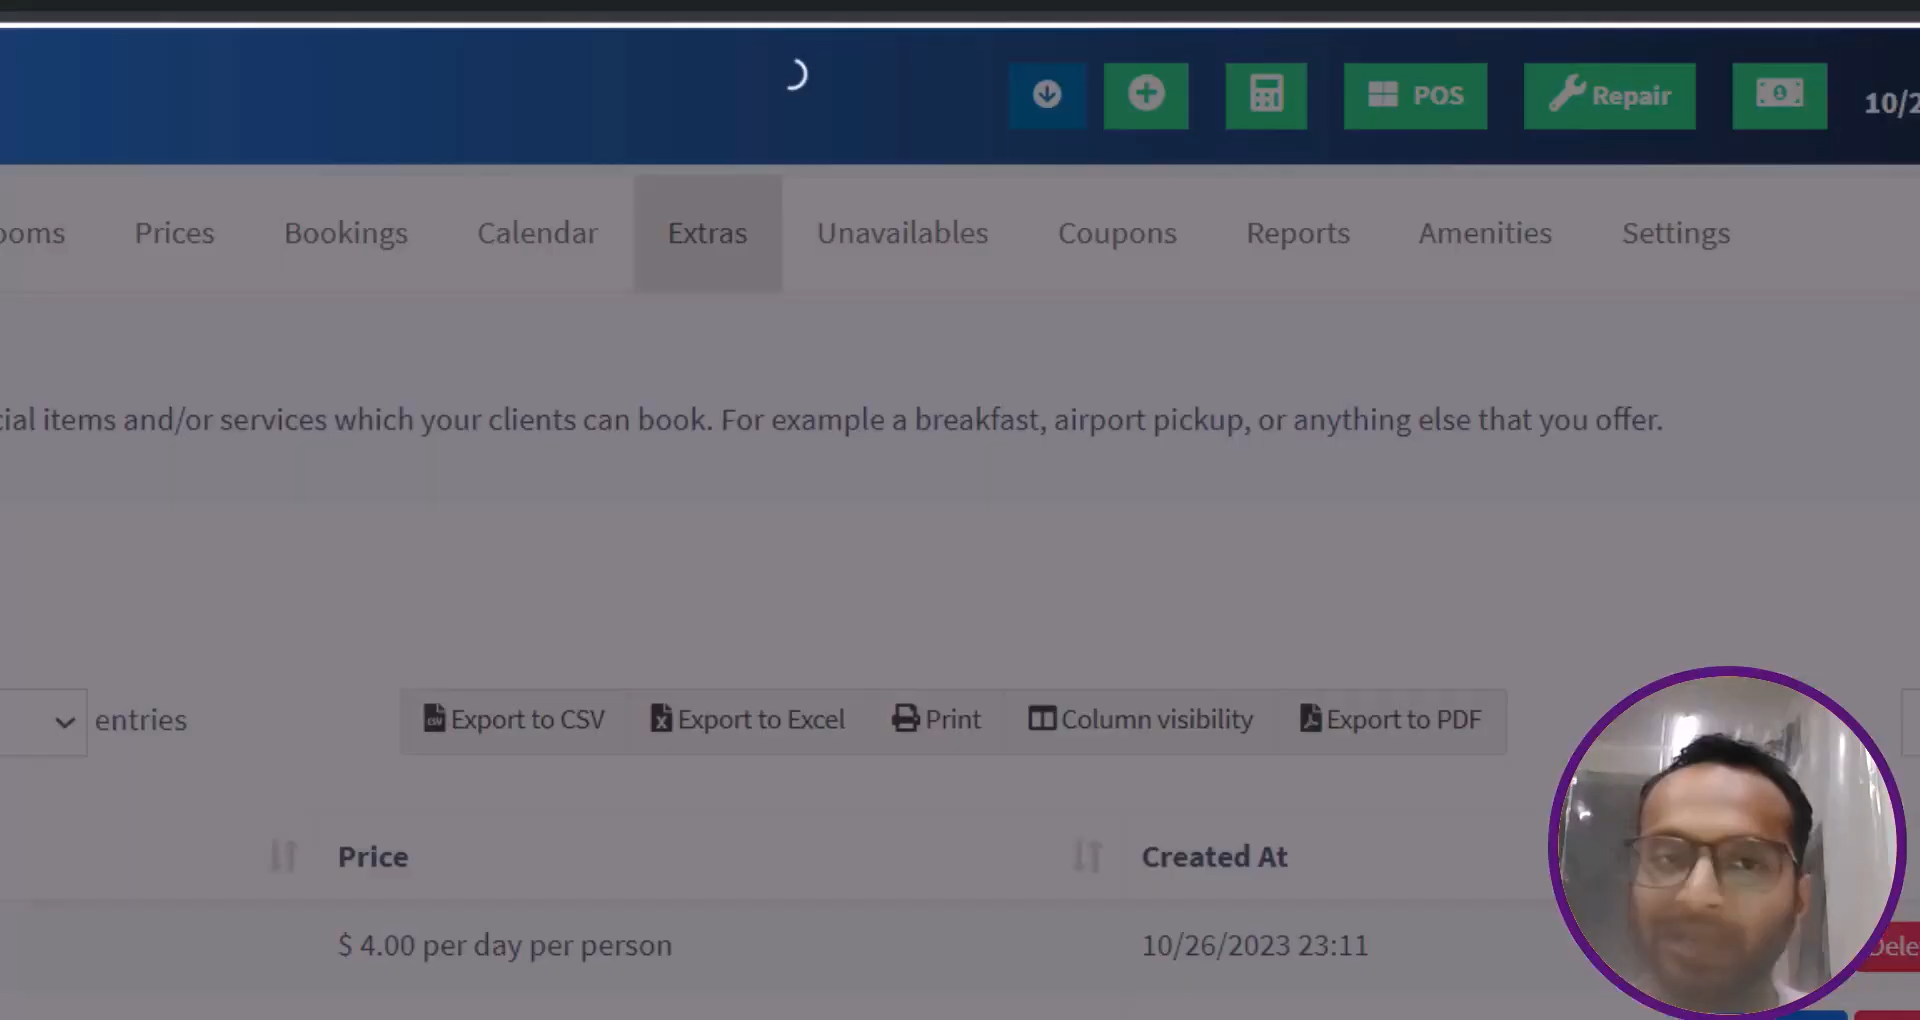 POS
Repair
10/2
ooms Prices Bookings Calendar Extras Unavailables Coupons Reports Amenities Settings
cial items and/or services which your clients can book. For example a breakfast, airport pickup, or anything else that you offer.
entries
Export to CSV Export to Excel Print Column visibility Export to PDF
Price Created At
$ 4.00 per day per person 10/26/2023 23:11 Dele